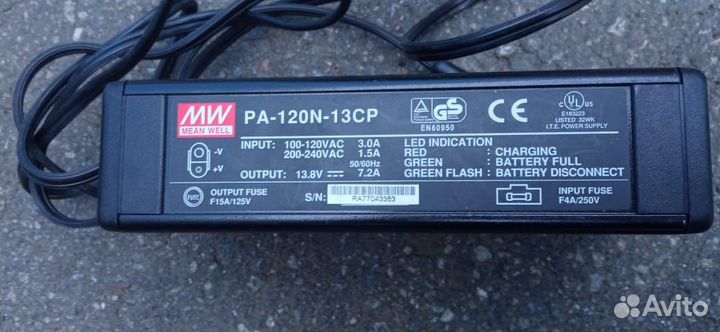 MW
MEAN WELL
PA-120N-13CP
EN60950
E183223
LISTED 32WK
I.T.E. POWER SUPPLY
INPUT: 100-120VAC 3.0A
200-240VAC 1.5A
50/60Hz
OUTPUT: 13.8V 7.2A
-V
+V
LED INDICATION
RED : CHARGING
GREEN : BATTERY FULL
GREEN FLASH : BATTERY DISCONNECT
FUSE
OUTPUT FUSE
F15A/125V
S/N:
RA77043363
INPUT FUSE
F4A/250V
Avito